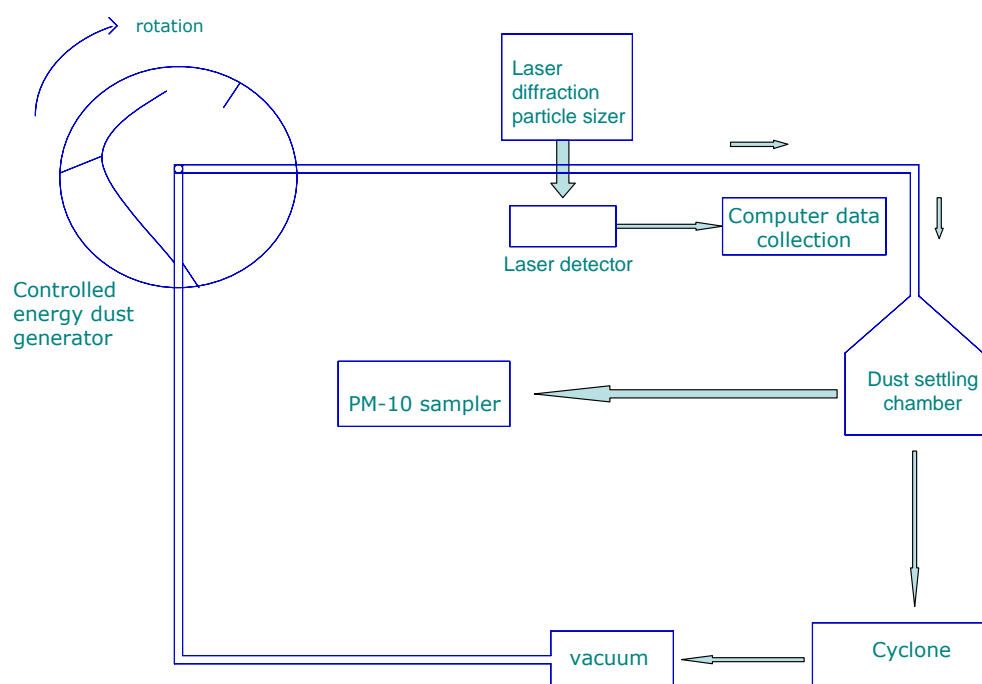 rotation
Laser
diffraction
particle sizer
Computer data
collection
Laser detector
Controlled
energy dust
generator
Dust settling
chamber
PM-10 sampler
Cyclone
vacuum